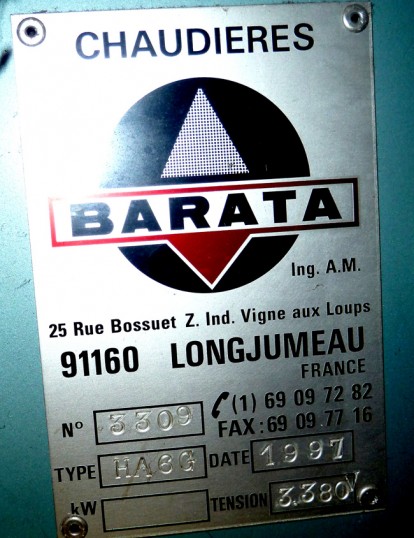 CHAUDIERES
BARATA
Ing. A.M.
25 Rue Bossuet Z. Ind. Vigne aux Loups
91160 LONGJUMEAU
FRANCE
(1) 69 09 72 82
N° 3309 FAX: 69 09.77 16
TYPE HA6G DATE 1997
kW TENSION 3.380V